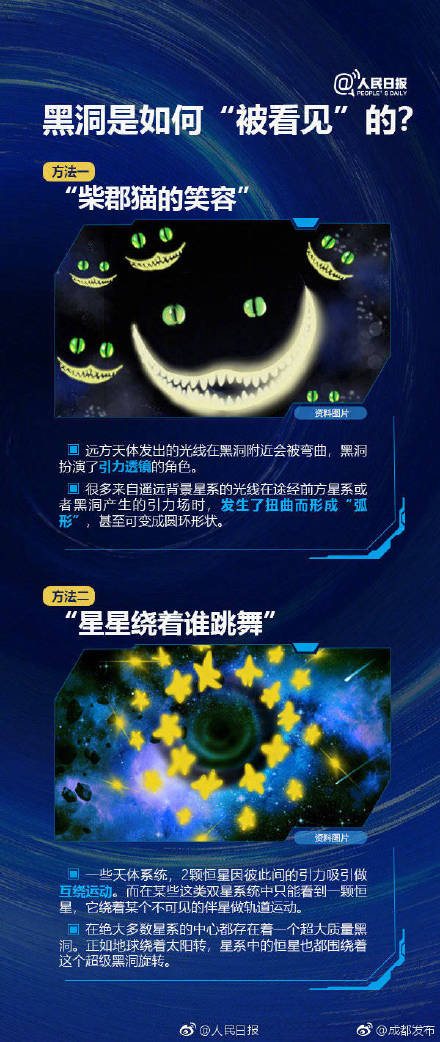 @人民日报
PEOPLE'S DAILY
黑洞是如何“被看见”的?
方法一
“柴郡猫的笑容”
资料图片
远方天体发出的光线在黑洞附近会被弯曲，黑洞
扮演了引力透镜的角色。
很多来自遥远背景星系的光线在途经前方星系或
者黑洞产生的引力场时，发生了扭曲而形成“弧
形”，甚至可变成圆环形状。
方法二
“星星绕着谁跳舞”
资料图片
一些天体系统，2颗恒星因彼此间的引力吸引做
互绕运动。而在某些这类双星系统中只能看到一颗恒
星，它绕着某个不可见的伴星做轨道运动。
在绝大多数星系的中心都存在着一个超大质量黑
洞。正如地球绕着太阳转，星系中的恒星也都围绕着
这个超级黑洞旋转。
@人民日报
@成都发布